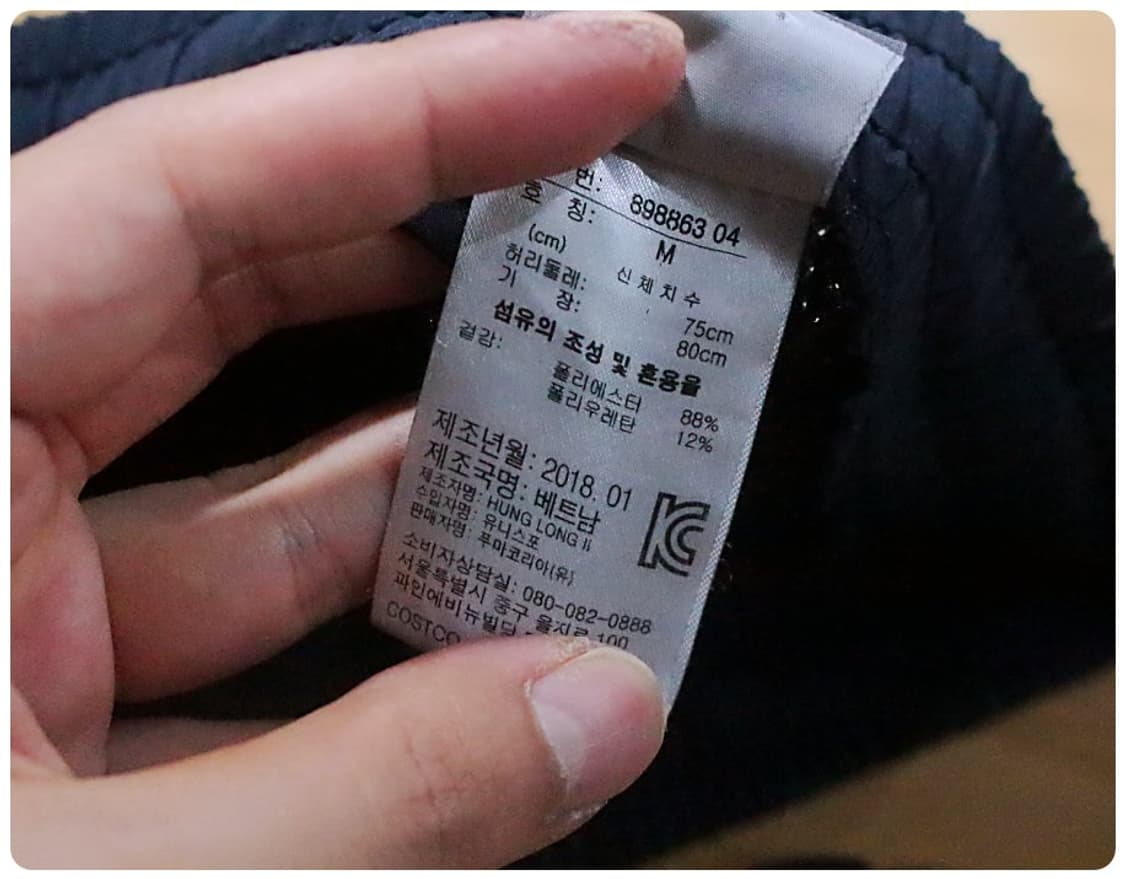 번: 898863 04
호 칭: M
(cm) 신체치수
허리둘레: 75cm
기 장: 80cm
섬유의 조성 및 혼용율
겉감: 폴리에스터 88%
폴리우레탄 12%
제조년월: 2018. 01
제조국명: 베트남
제조자명: HUNG LONG II
수입자명: 유니스포
판매자명: 푸마코리아(유)
소비자상담실: 080-082-0888
서울특별시 중구 을지로 100
파인에비뉴빌딩
COSTCO
KC